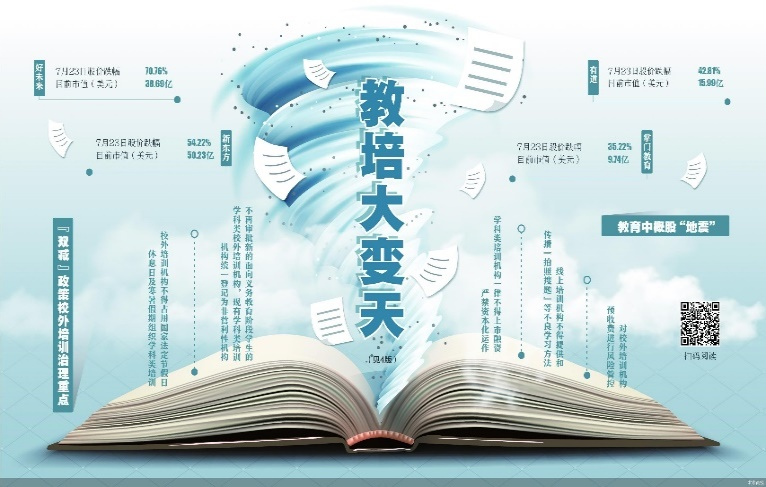 教培大变天
(见4版)
好未来
7月23日股价跌幅 70.76%
目前市值（美元） 38.69亿
新东方
7月23日股价跌幅 54.22%
目前市值（美元） 50.23亿
有道
7月23日股价跌幅 42.81%
目前市值（美元） 15.99亿
掌门教育
7月23日股价跌幅 35.22%
目前市值（美元） 9.74亿
教育中概股“地震”
『双减』政策校外培训治理重点
校外培训机构不得占用国家法定节假日
休息日及寒暑假期组织学科类培训
不再审批新的面向义务教育阶段学生的
学科类校外培训机构，现有学科类培训
机构统一登记为非营利性机构
学科类培训机构一律不得上市融资
严禁资本化运作
线上培训机构不得提供和
传播“拍照搜题”等不良学习方法
对校外培训机构
预收费进行风险管控
扫码阅读